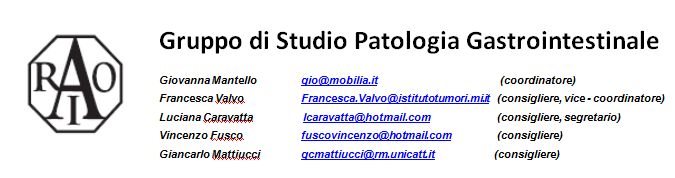 RAIO
Gruppo di Studio Patologia Gastrointestinale
Giovanna Mantello gio@mobilia.it (coordinatore)
Francesca Valvo Francesca.Valvo@istitutotumori.mi.it (consigliere, vice - coordinatore)
Luciana Caravatta lcaravatta@hotmail.com (consigliere, segretario)
Vincenzo Fusco fuscovincenzo@hotmail.com (consigliere)
Giancarlo Mattiucci gcmattiucci@rm.unicatt.it (consigliere)